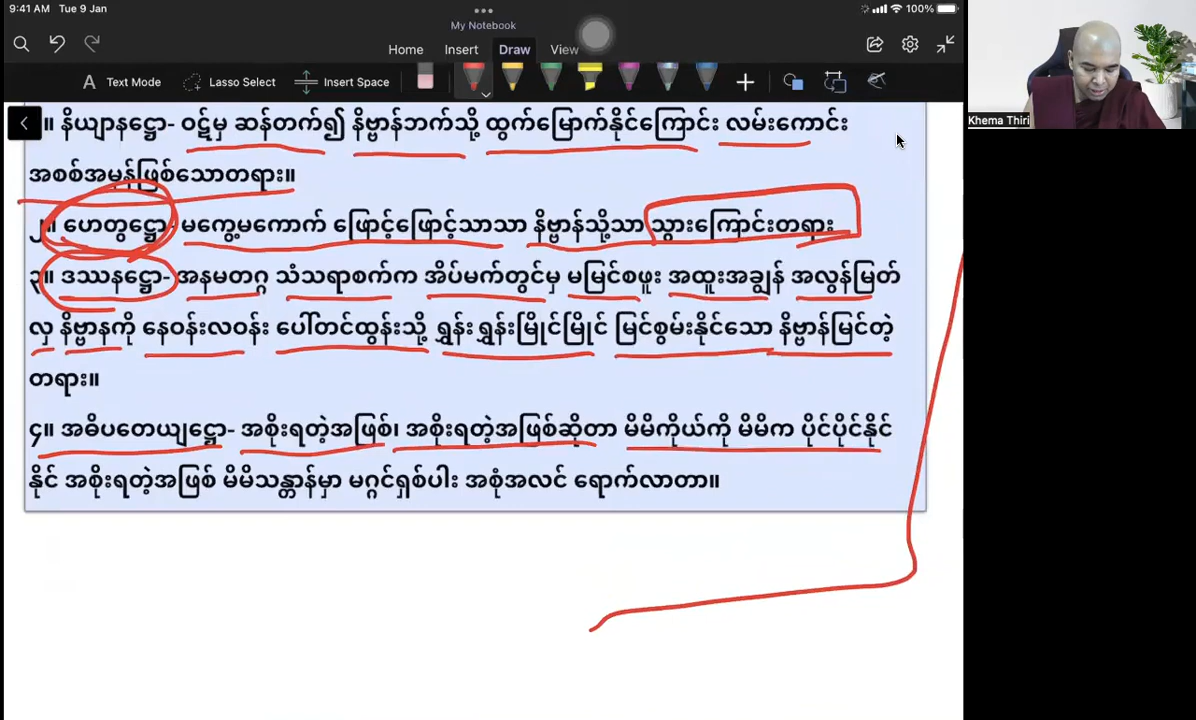 9:41 AM Tue 9 Jan
100%
My Notebook
Home Insert Draw View
Text Mode Lasso Select Insert Space
Khema Thiri
။ နိယျာနဋ္ဌော- ဝဋ်မှ ဆန်တက်၍ နိဗ္ဗာန်ဘက်သို့ ထွက်မြောက်နိုင်ကြောင်း လမ်းကောင်း
အစစ်အမှန်ဖြစ်သောတရား။
၂။ ဟေတွဋ္ဌော- မကွေ့မကောက် ဖြောင့်ဖြောင့်သာသာ နိဗ္ဗာန်သို့သာ သွားကြောင်းတရား
၃။ ဒဿနဋ္ဌော- အနမတဂ္ဂ သံသရာစက်က အိပ်မက်တွင်မှ မမြင်စဖူး အထူးအချွန် အလွန်မြတ်
လှ နိဗ္ဗာနကို နေဝန်းလဝန်း ပေါ်တင်ထွန်းသို့ ရွှန်းရွှန်းမြိုင်မြိုင် မြင်စွမ်းနိုင်သော နိဗ္ဗာန်မြင်တဲ့
တရား။
၄။ အဓိပတေယျဋ္ဌော- အစိုးရတဲ့အဖြစ်၊ အစိုးရတဲ့အဖြစ်ဆိုတာ မိမိကိုယ်ကို မိမိက ပိုင်ပိုင်နိုင်
နိုင် အစိုးရတဲ့အဖြစ် မိမိသန္တာန်မှာ မဂ္ဂင်ရှစ်ပါး အစုံအလင် ရောက်လာတာ။